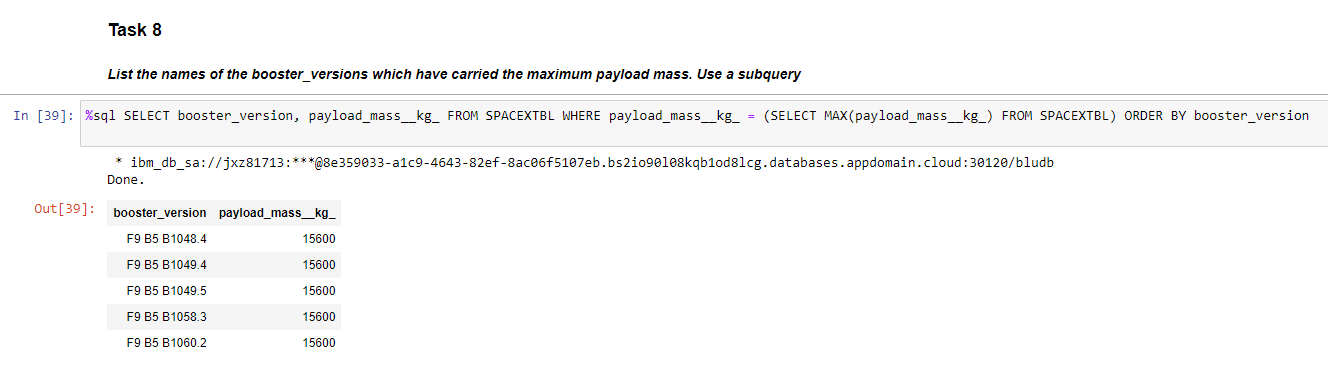 Task 8
List the names of the booster_versions which have carried the maximum payload mass. Use a subquery
In [39]: %sql SELECT booster_version, payload_mass__kg_ FROM SPACEXTBL WHERE payload_mass__kg_ = (SELECT MAX(payload_mass__kg_) FROM SPACEXTBL) ORDER BY booster_version
* ibm_db_sa://jxz81713:***@8e359033-a1c9-4643-82ef-8ac06f5107eb.bs2io90l08kqb1od8lcg.databases.appdomain.cloud:30120/bludb
Done.
Out[39]: booster_version payload_mass__kg_
F9 B5 B1048.4 15600
F9 B5 B1049.4 15600
F9 B5 B1049.5 15600
F9 B5 B1058.3 15600
F9 B5 B1060.2 15600